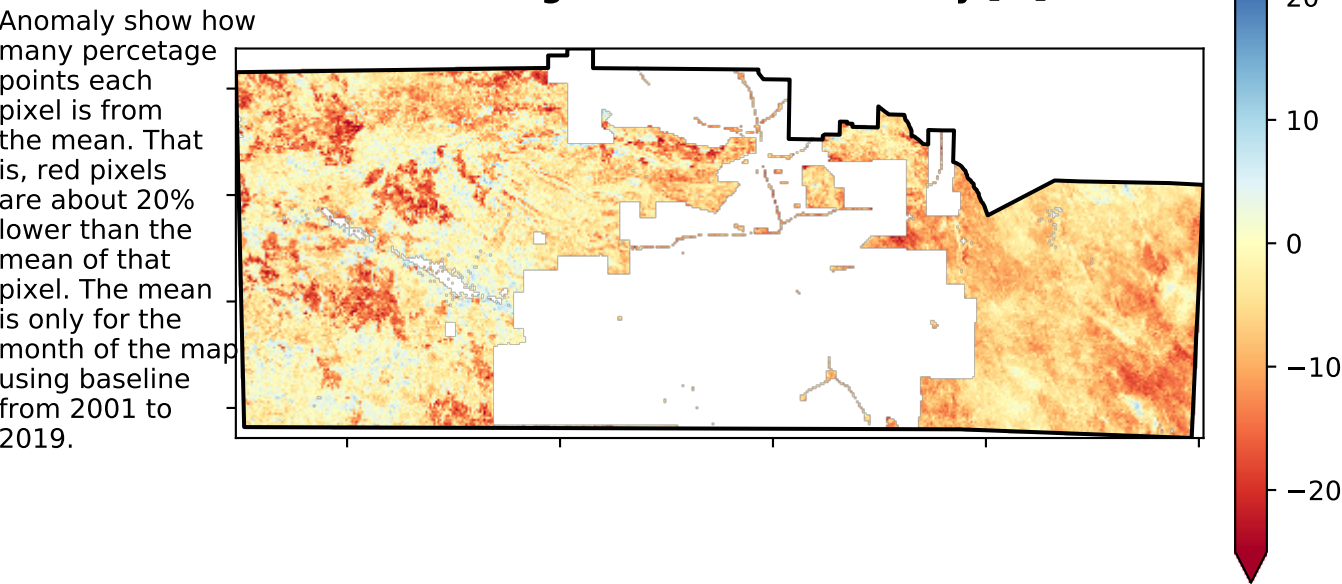 Anomaly show how
many percetage
points each
pixel is from
the mean. That
is, red pixels
are about 20%
lower than the
mean of that
pixel. The mean
is only for the
month of the map
using baseline
from 2001 to
2019.
20
10
0
−10
−20